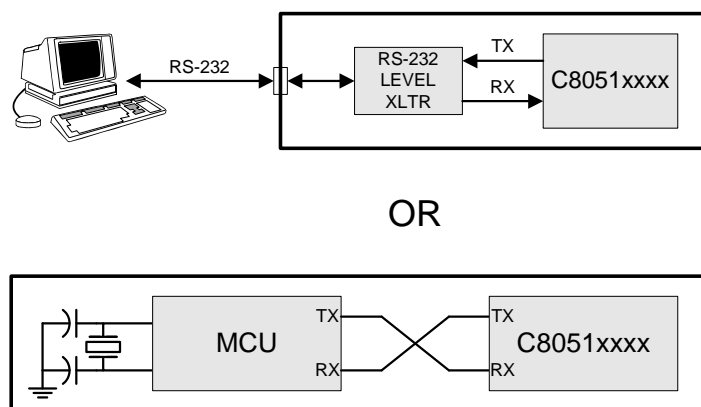 RS-232
RS-232
LEVEL
XLTR
TX
RX
C8051xxxx
OR
MCU
TX
RX
TX
RX
C8051xxxx